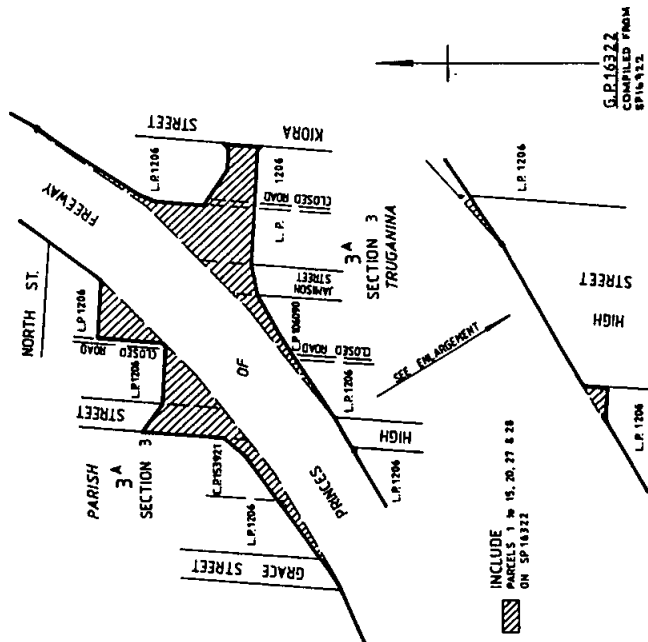 NORTH ST.
FREEWAY
L.P. 1206
STREET
KIORA
L.P. 1206
CLOSED ROAD
L.P. 1206
STREET
CLOSED ROAD
L.P. 1206
3
PARISH
3A
SECTION
OF
JAMISON
STREET
3A
SECTION 3
TRUGANINA
C.P.153921
L.P. 106090
CLOSED ROAD
L.P. 1206
GRACE
STREET
PRINCES
L.P. 1206
HIGH
L.P. 1206
SEE ENLARGEMENT
G.P.16322
COMPILED FROM
L.P. 1206
HIGH
STREET
L.P. 1206
INCLUDE
PARCELS 1 to 15, 20, 27 & 28
ON SP 16322